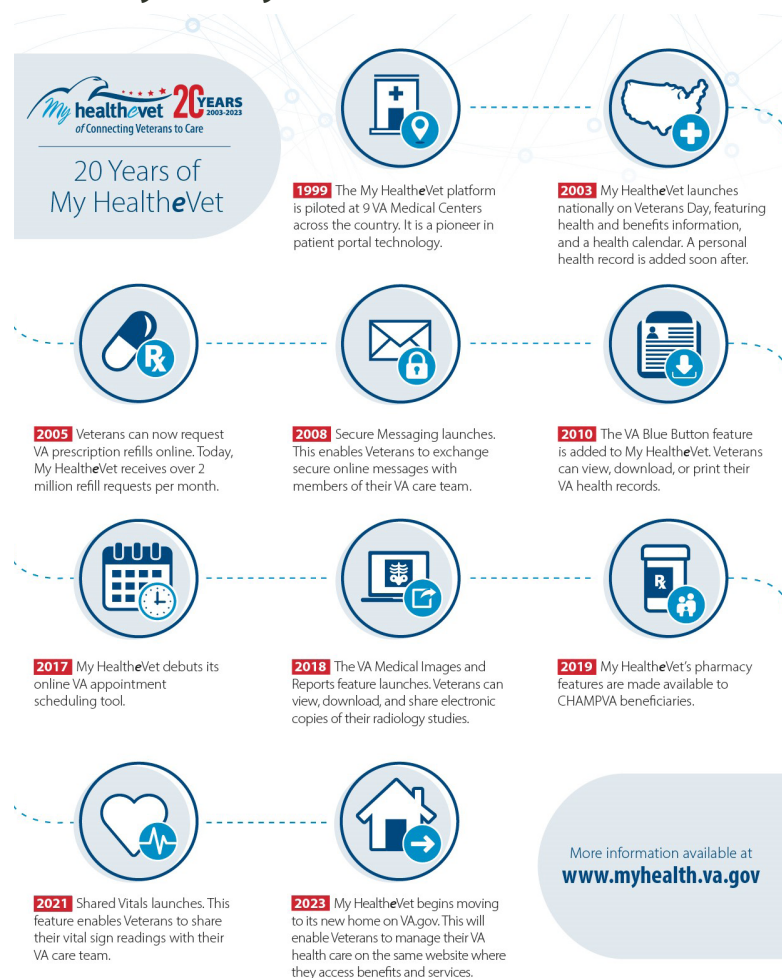 My healthevet 20 YEARS
2003-2023
of Connecting Veterans to Care
20 Years of
My HealtheVet
1999 The My HealtheVet platform
is piloted at 9 VA Medical Centers
across the country. It is a pioneer in
patient portal technology.
2003 My HealtheVet launches
nationally on Veterans Day, featuring
health and benefits information,
and a health calendar. A personal
health record is added soon after.
Rx
2005 Veterans can now request
VA prescription refills online. Today,
My HealtheVet receives over 2
million refill requests per month.
2008 Secure Messaging launches.
This enables Veterans to exchange
secure online messages with
members of their VA care team.
2010 The VA Blue Button feature
is added to My HealtheVet. Veterans
can view, download, or print their
VA health records.
2017 My HealtheVet debuts its
online VA appointment
scheduling tool.
2018 The VA Medical Images and
Reports feature launches. Veterans can
view, download, and share electronic
copies of their radiology studies.
Rx
2019 My HealtheVet's pharmacy
features are made available to
CHAMPVA beneficiaries.
2021 Shared Vitals launches. This
feature enables Veterans to share
their vital sign readings with their
VA care team.
2023 My HealtheVet begins moving
to its new home on VA.gov. This will
enable Veterans to manage their VA
health care on the same website where
they access benefits and services.
More information available at
www.myhealth.va.gov